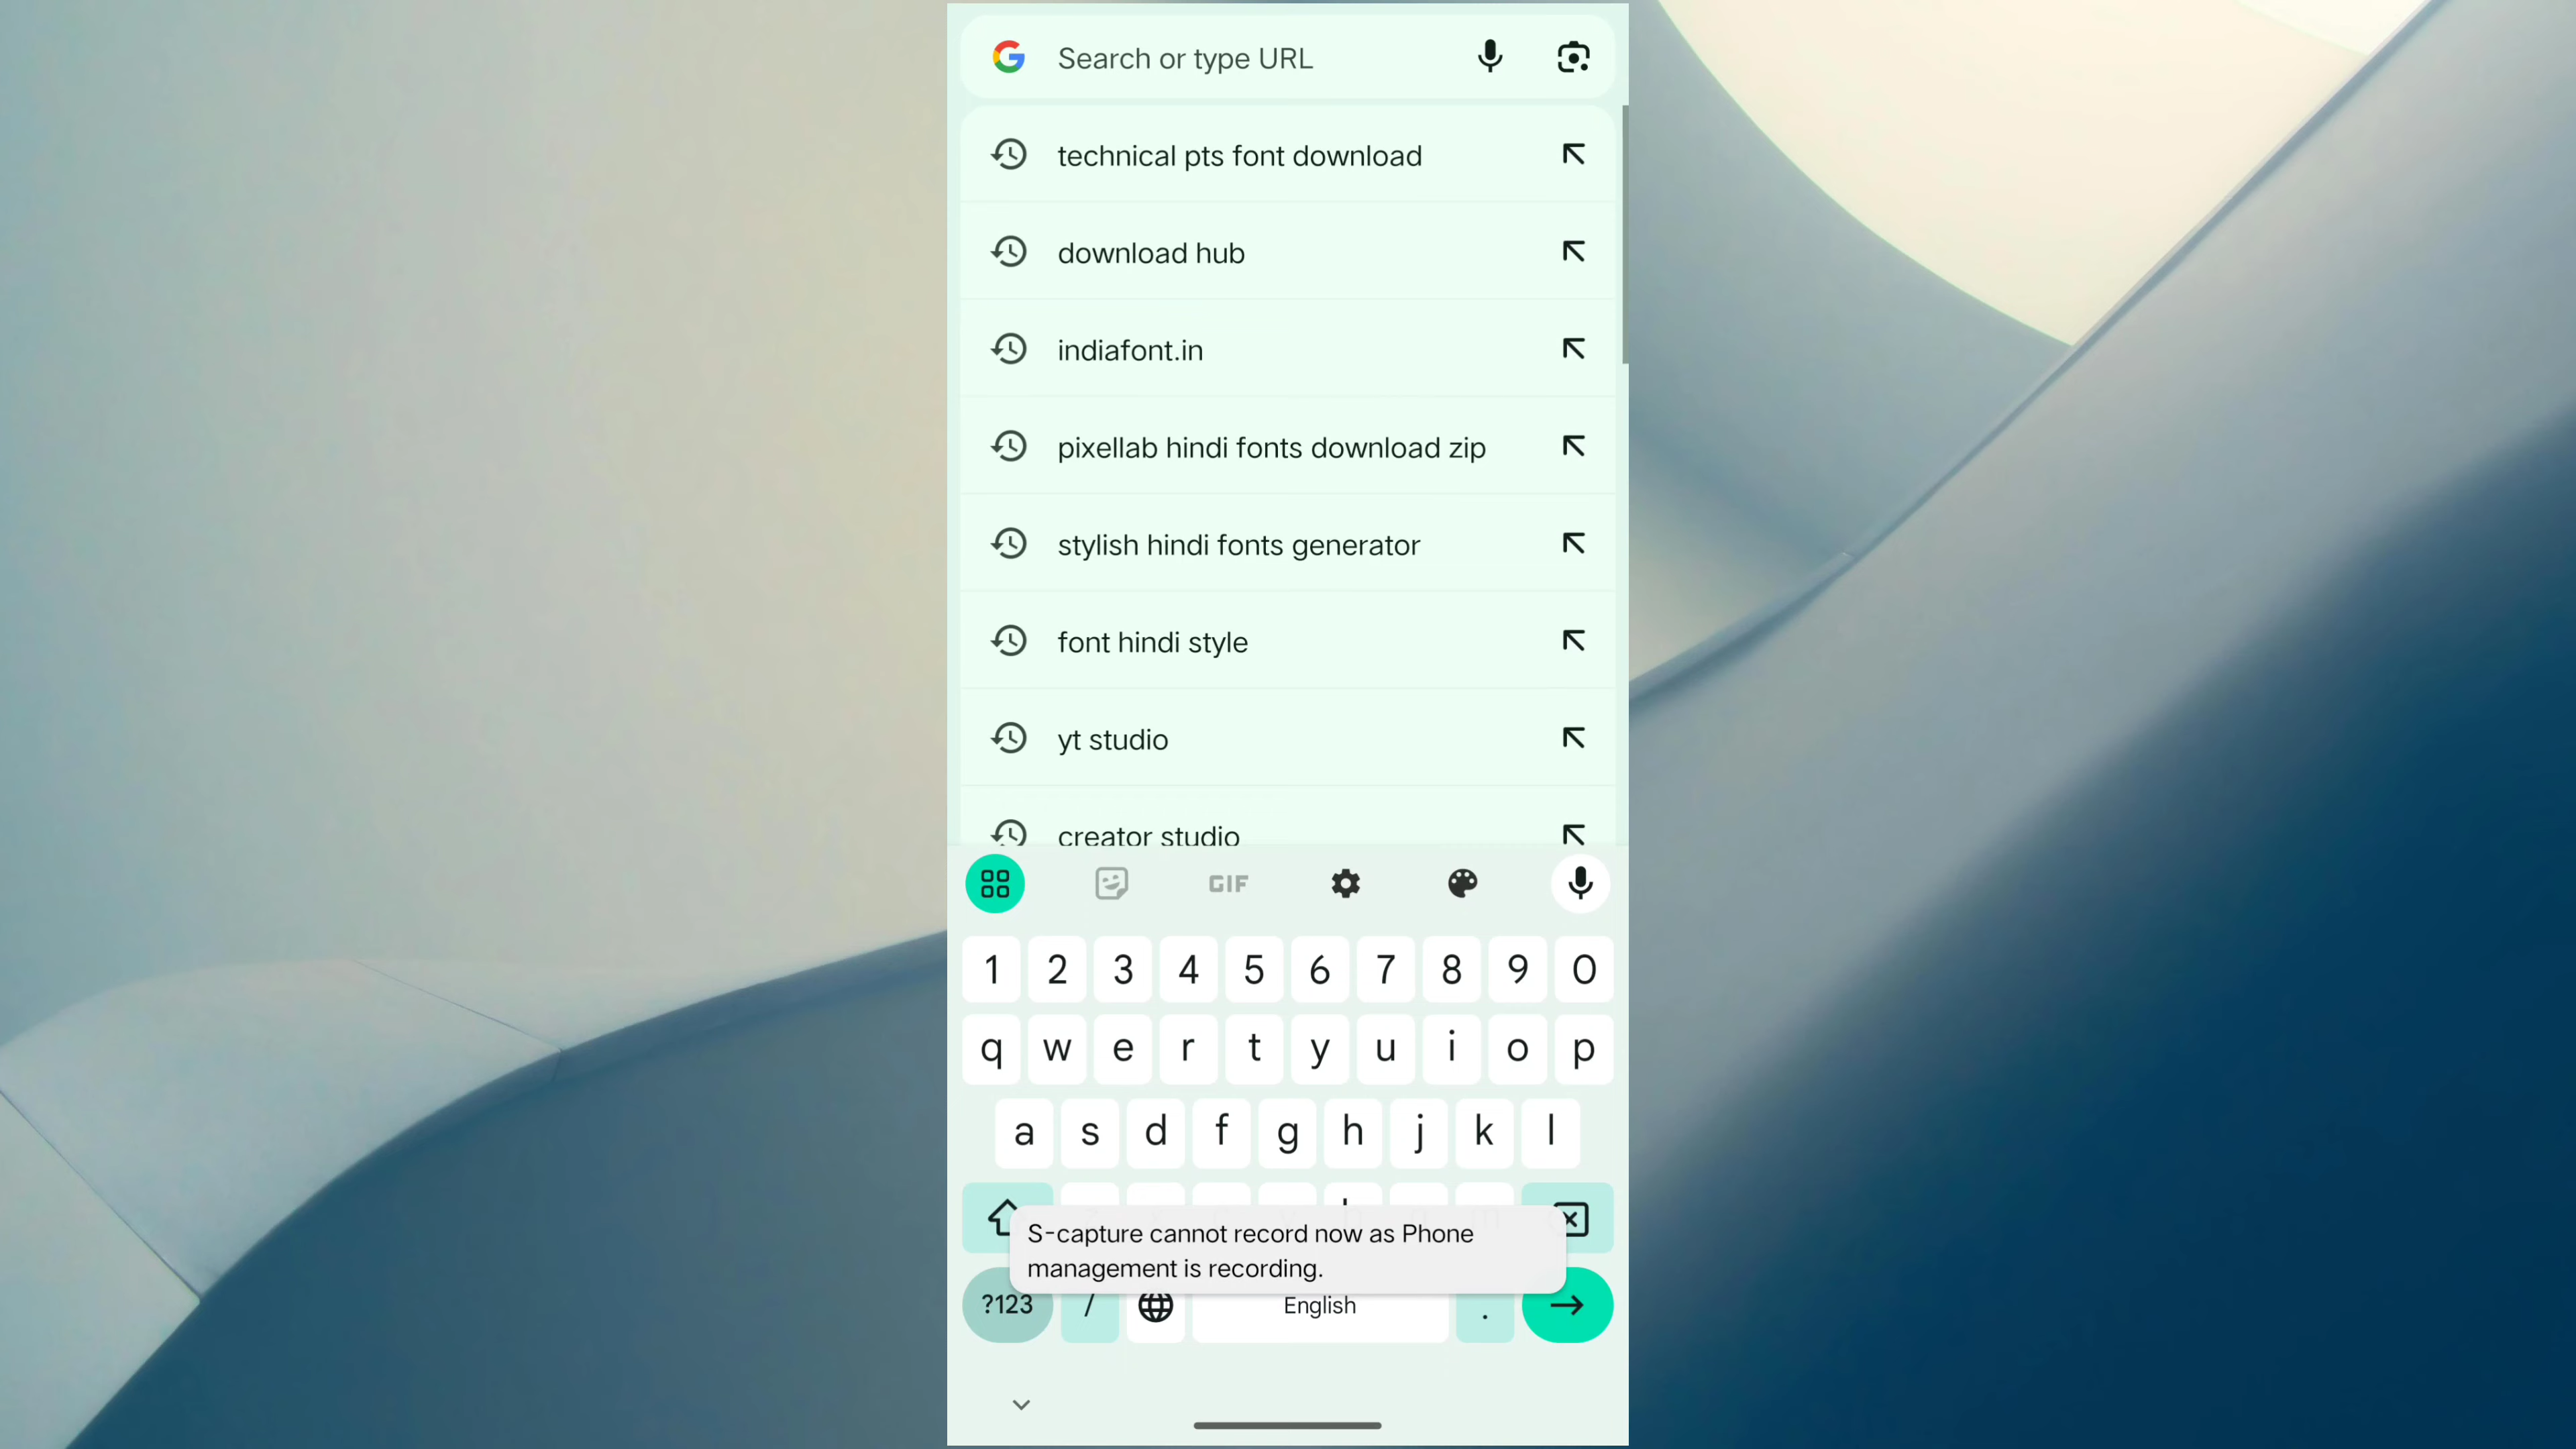 Search or type URL
technical pts font download
download hub
indiafont.in
pixellab hindi fonts download zip
stylish hindi fonts generator
font hindi style
yt studio
creator studio
GIF
1 2 3 4 5 6 7 8 9 0
q w e r t y u i o p
a s d f g h j k l
S-capture cannot record now as Phone
management is recording.
?123 / English .